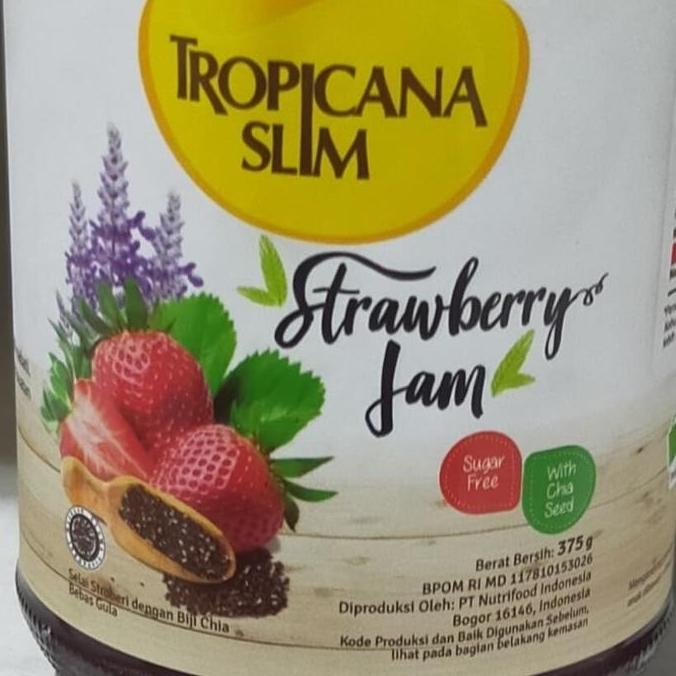 TROPICANA
SLIM
Strawberry
Jam
Sugar
Free
With
Chia
Seed
Berat Bersih: 375 g
BPOM RI MD 117810153026
Diproduksi Oleh: PT Nutrifood Indonesia
Bogor 16146, Indonesia
Kode Produksi dan Baik Digunakan Sebelum,
lihat pada bagian belakang kemasan
Selai Stroberi dengan Biji Chia
Bebas Gula